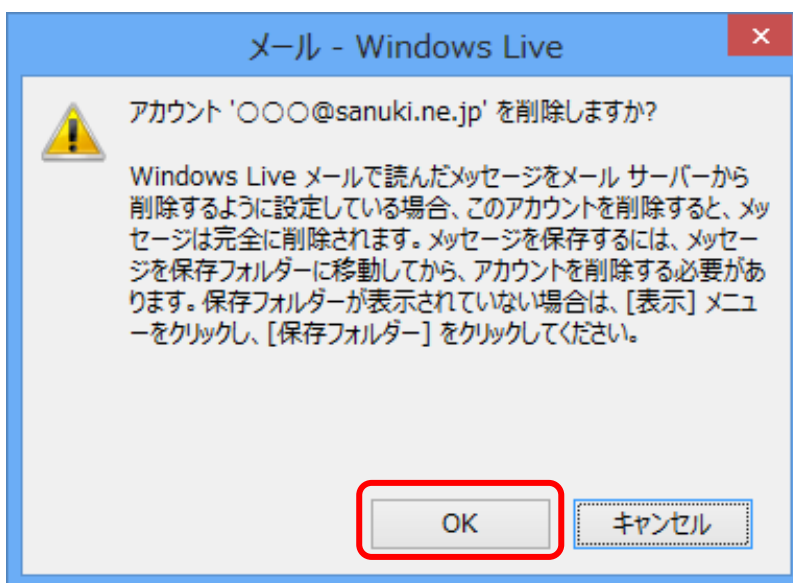 メール - Windows Live
アカウント '○○○@sanuki.ne.jp' を削除しますか?
Windows Live メールで読んだメッセージをメール サーバーから
削除するように設定している場合、このアカウントを削除すると、メッ
セージは完全に削除されます。メッセージを保存するには、メッセー
ジを保存フォルダーに移動してから、アカウントを削除する必要があ
ります。保存フォルダーが表示されていない場合は、[表示] メニュ
ーをクリックし、[保存フォルダー] をクリックしてください。
OK キャンセル